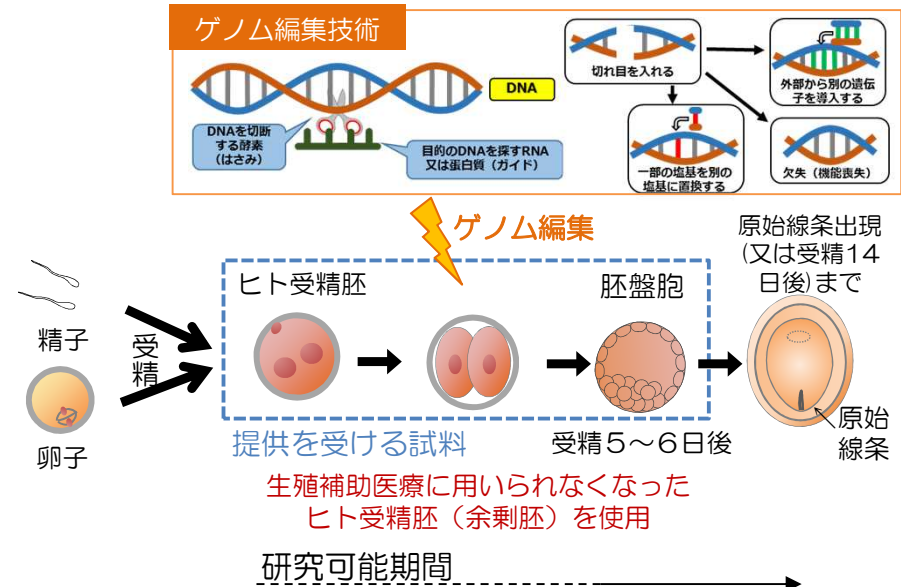 ゲノム編集技術
DNA
DNAを切断
する酵素
(はさみ)
目的のDNAを探すRNA
又は蛋白質（ガイド）
切れ目を入れる
外部から別の遺伝
子を導入する
一部の塩基を別の
塩基に置換する
欠失（機能喪失）
ゲノム編集
原始線条出現
(又は受精14
日後)まで
ヒト受精胚
胚盤胞
精子
受精
卵子
原始
線条
提供を受ける試料
受精５～６日後
生殖補助医療に用いられなくなった
ヒト受精胚（余剰胚）を使用
研究可能期間